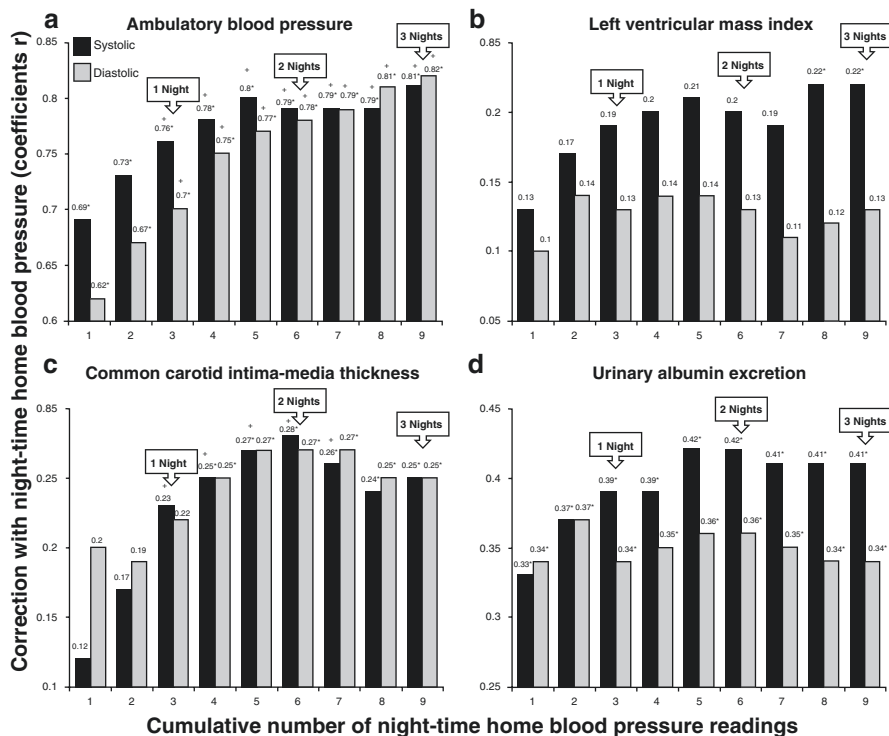 Correction with night-time home blood pressure (coefficients r)
a Ambulatory blood pressure
Systolic
Diastolic
1 Night
2 Nights
3 Nights
0.85
0.8
0.75
0.7
0.65
0.6
0.69* 0.62* 0.73* 0.67* + 0.76* + 0.7* + 0.78* + 0.75* + 0.8* + 0.77* + 0.79* + 0.78* + 0.79* + 0.79* + 0.79* + 0.81* + 0.81* + 0.82*
1 2 3 4 5 6 7 8 9
b Left ventricular mass index
1 Night
2 Nights
3 Nights
0.85
0.2
0.15
0.1
0.05
0.13 0.1 0.17 0.14 0.19 0.13 0.2 0.14 0.21 0.14 0.2 0.13 0.19 0.11 0.22* 0.12 0.22* 0.13
1 2 3 4 5 6 7 8 9
c Common carotid intima-media thickness
1 Night
2 Nights
3 Nights
0.85
0.25
0.2
0.15
0.1
0.12 0.2 0.17 0.19 + 0.23 0.22 + 0.25* 0.25* + 0.27* 0.27* + 0.28* 0.27* + 0.26* 0.27* 0.24* 0.25* 0.25* 0.25*
1 2 3 4 5 6 7 8 9
d Urinary albumin excretion
1 Night
2 Nights
3 Nights
0.45
0.45
0.35
0.3
0.25
0.33* 0.34* 0.37* 0.37* 0.39* 0.34* 0.39* 0.35* 0.42* 0.36* 0.42* 0.36* 0.41* 0.35* 0.41* 0.34* 0.41* 0.34*
1 2 3 4 5 6 7 8 9
Cumulative number of night-time home blood pressure readings